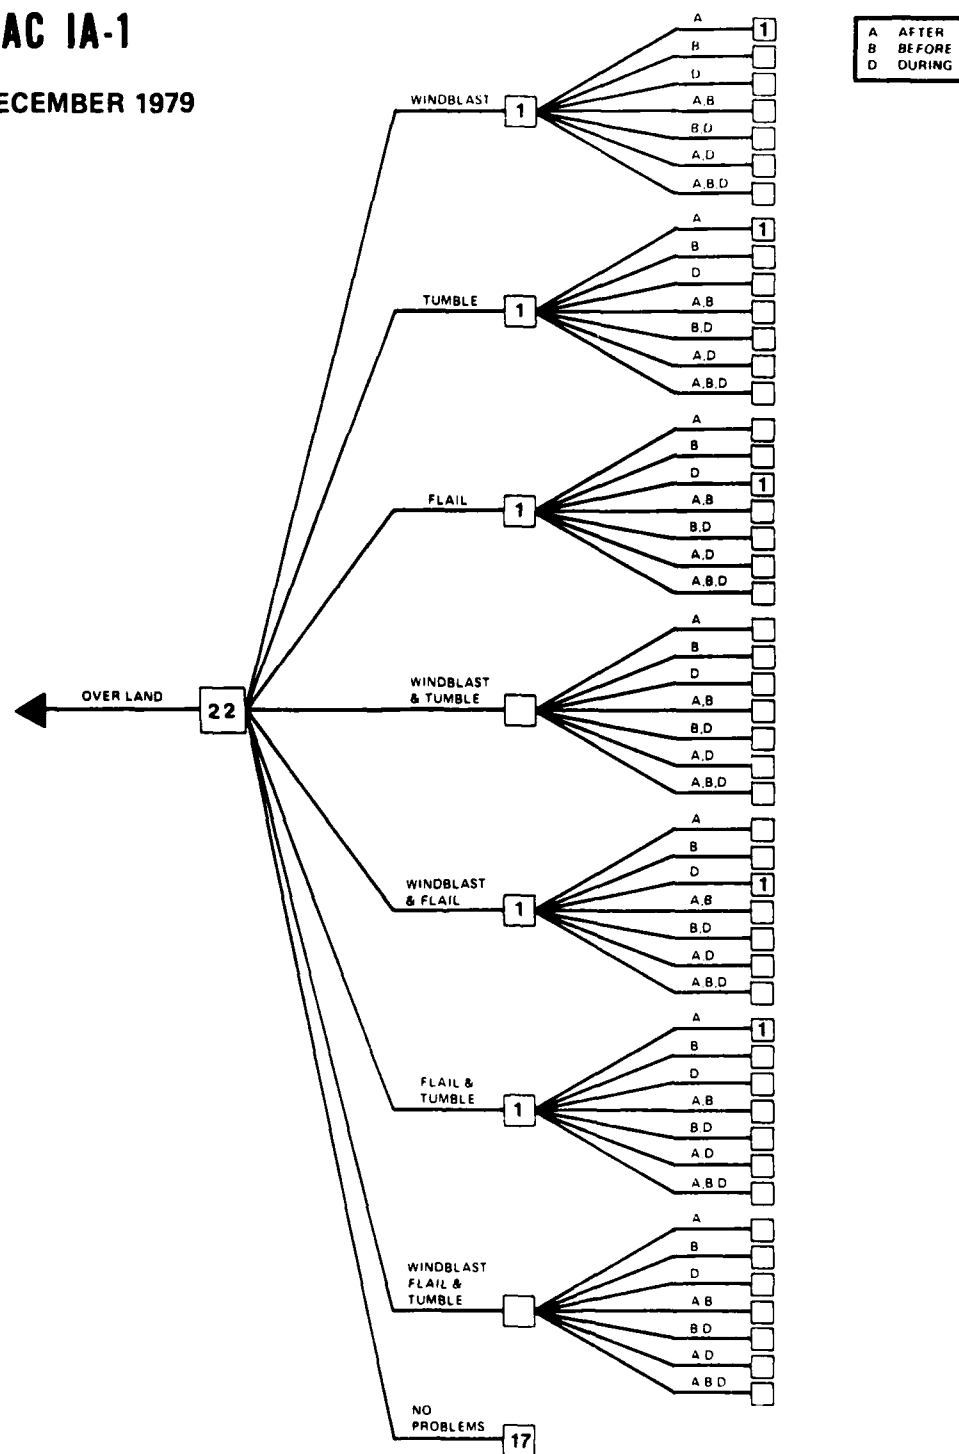 AC IA-1
ECEMBER 1979
A AFTER
B BEFORE
D DURING
WINDBLAST
1
A
1
B
D
A,B
B,D
A,D
A,B,D
TUMBLE
1
A
1
B
D
A,B
B,D
A,D
A,B,D
FLAIL
1
A
B
D
1
A,B
B,D
A,D
A,B,D
OVER LAND
22
WINDBLAST
& TUMBLE
A
B
D
A,B
B,D
A,D
A,B,D
WINDBLAST
& FLAIL
1
A
B
D
1
A,B
B,D
A,D
A,B,D
FLAIL &
TUMBLE
1
A
1
B
D
A,B
B,D
A,D
A,B D
WINDBLAST
FLAIL &
TUMBLE
A
B
D
A B
B D
A D
A B D
NO
PROBLEMS
17